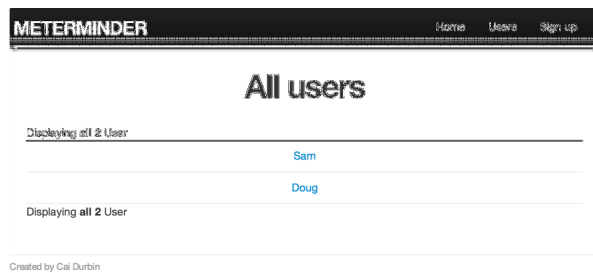 METERMINDER
Home Users Sign up
All users
Displaying all 2 User
Sam
Doug
Displaying all 2 User
Created by Cai Durbin